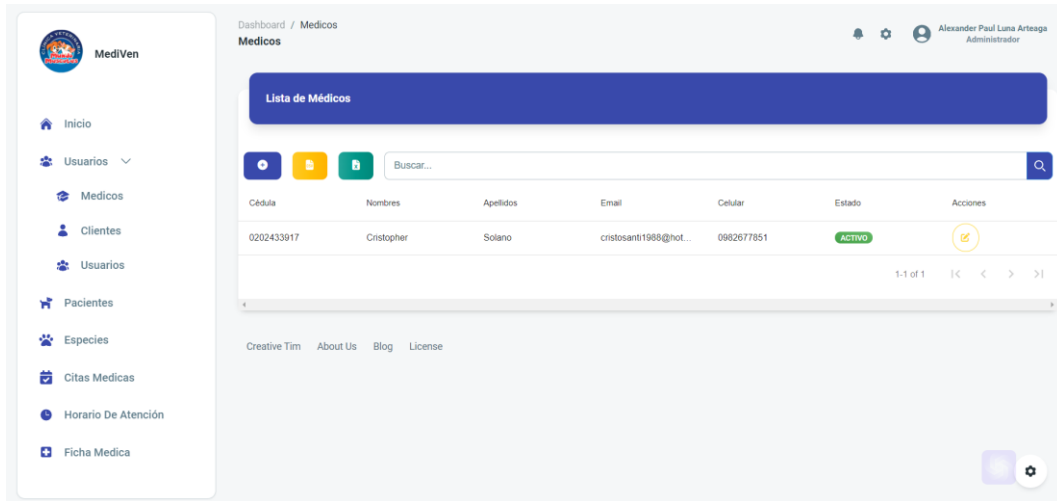 Dashboard / Medicos
Medicos
Alexander Paul Luna Arteaga
Administrador
MediVen
Inicio
Usuarios
Medicos
Clientes
Usuarios
Pacientes
Especies
Citas Medicas
Horario De Atención
Ficha Medica
Lista de Médicos
Buscar...
Cédula Nombres Apellidos Email Celular Estado Acciones
0202433917 Cristopher Solano cristosanti1988@hot... 0982677851 ACTIVO
1-1 of 1
Creative Tim About Us Blog License